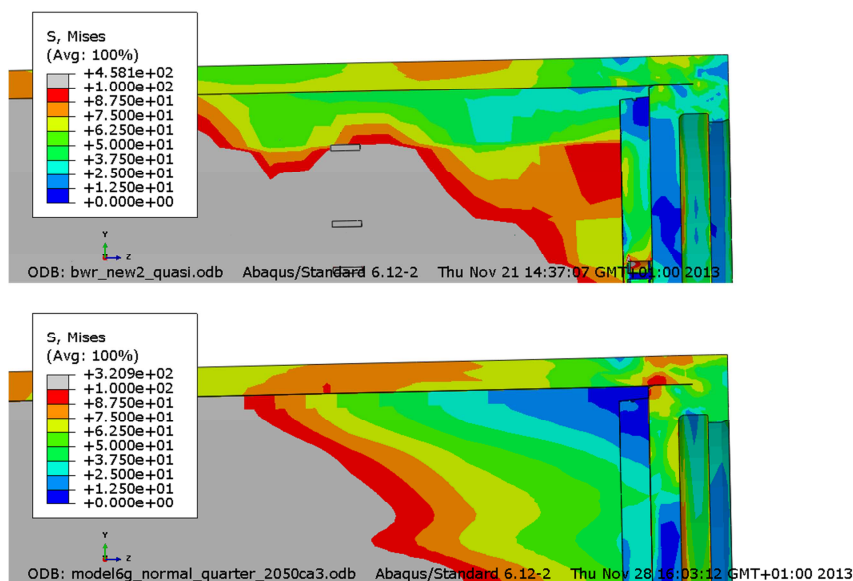 S, Mises
(Avg: 100%)
+4.581e+02
+1.000e+02
+8.750e+01
+7.500e+01
+6.250e+01
+5.000e+01
+3.750e+01
+2.500e+01
+1.250e+01
+0.000e+00
Y
Z
ODB: bwr_new2_quasi.odb Abaqus/Standard 6.12-2 Thu Nov 21 14:37:07 GMT+01:00 2013
S, Mises
(Avg: 100%)
+3.209e+02
+1.000e+02
+8.750e+01
+7.500e+01
+6.250e+01
+5.000e+01
+3.750e+01
+2.500e+01
+1.250e+01
+0.000e+00
Y
Z
ODB: model6g_normal_quarter_2050ca3.odb Abaqus/Standard 6.12-2 Thu Nov 28 16:03:12 GMT+01:00 2013